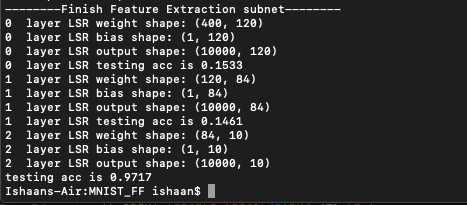 --------Finish Feature Extraction subnet--------
0  layer LSR weight shape: (400, 120)
0  layer LSR bias shape: (1, 120)
0  layer LSR output shape: (10000, 120)
0  layer LSR testing acc is 0.1533
1  layer LSR weight shape: (120, 84)
1  layer LSR bias shape: (1, 84)
1  layer LSR output shape: (10000, 84)
1  layer LSR testing acc is 0.1461
2  layer LSR weight shape: (84, 10)
2  layer LSR bias shape: (1, 10)
2  layer LSR output shape: (10000, 10)
testing acc is 0.9717
Ishaans-Air:MNIST_FF ishaan$